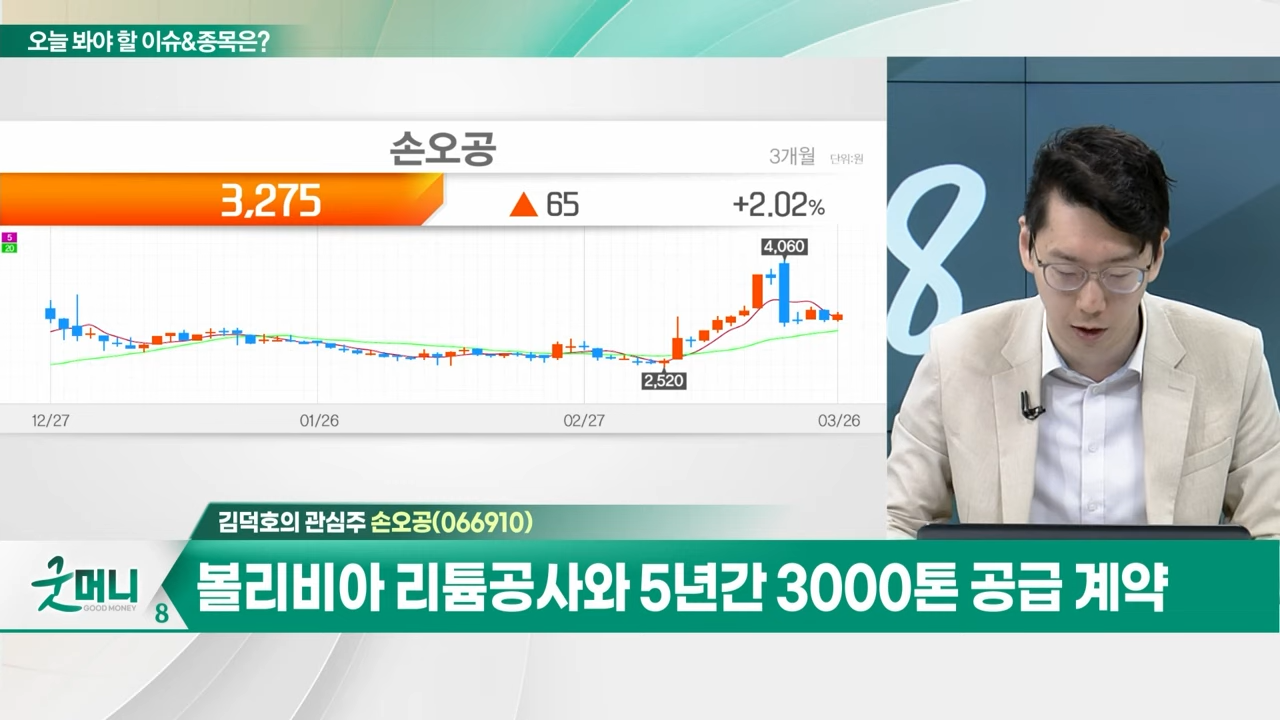 오늘 봐야 할 이슈&종목은?
손오공
3개월 단위:원
3,275 ▲ 65 +2.02%
5
20
4,060
2,520
12/27 01/26 02/27 03/26
8
김덕호의 관심주 손오공(066910)
굿머니
GOOD MONEY
8
볼리비아 리튬공사와 5년간 3000톤 공급 계약